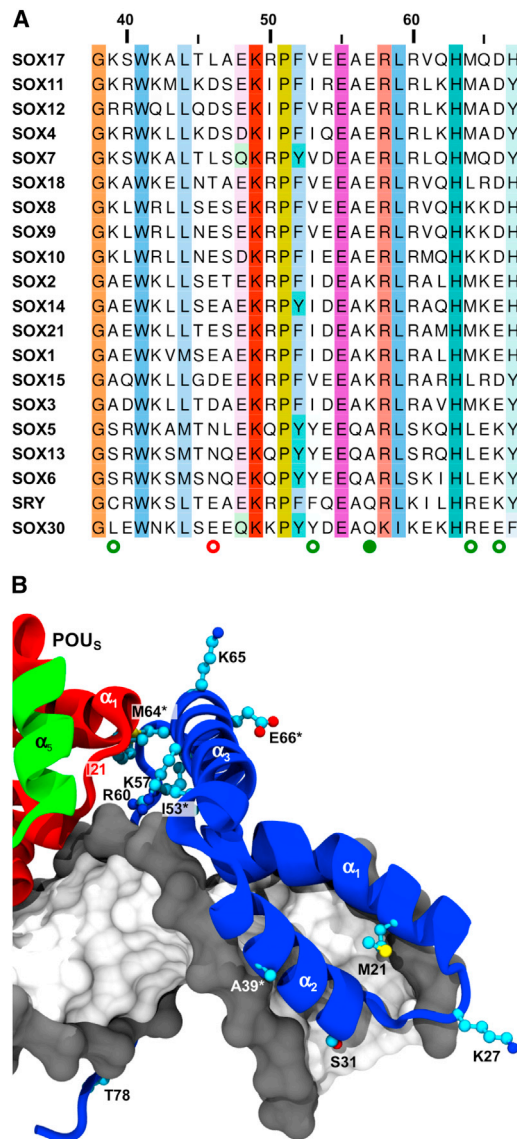 A
40 50 60
SOX17 GKSWKALTLAEKRPFVEEAERLRVQHMQDH
SOX11 GKRWKMLKDSEKIPFIREAERLRLKHMADY
SOX12 GRRWQLLQDSEKIPFVREAERLRLKHMADY
SOX4 GKRWKLLKDSDKIPFIQEAERLRLKHMADY
SOX7 GKSWKALTLSQKRPYVDEAERLRLQHMQDY
SOX18 GKAWKELNTAEKRPFVEEAERLRVQHLRDH
SOX8 GKLWRLLSESEKRPFVEEAERLRVQHKKDH
SOX9 GKLWRLLNESEKRPFVEEAERLRVQHKKDH
SOX10 GKLWRLLNESDKRPFIEEAERLRMQHKKDH
SOX2 GAEWKLLSETEKRPFIDEAKRLRALHMKEH
SOX14 GAEWKLLSEAEKRPYIDEAKRLRAQHMKEH
SOX21 GAEWKLLTESEKRPFIDEAKRLRAMHMKEH
SOX1 GAEWKVMSEAEKRPFIDEAKRLRALHMKEH
SOX15 GAQWKLLGDEEKRPFVEEAKRLRARHLRDY
SOX3 GADWKLLTDAEKRPFIDEAKRLRAVHMKEY
SOX5 GSRWKAMTNLEKQPYYEEQARLSKQHLEKY
SOX13 GSRWKSMTNQEKQPYYEEQARLSRQHLEKY
SOX6 GSRWKSMSNQEKQPYYEEQARLSKIHLEKY
SRY GCRWKSLTEAEKRPFFQEAQRLKILHREKY
SOX30 GLEWNKLSEEQKKPYYDEAQKIKEKHREEF
B
POUS
K65
α1
M64*
α5
α3
E66*
I21
K57
R60
I53*
α1
M21
A39*
α2
K27
S31
T78